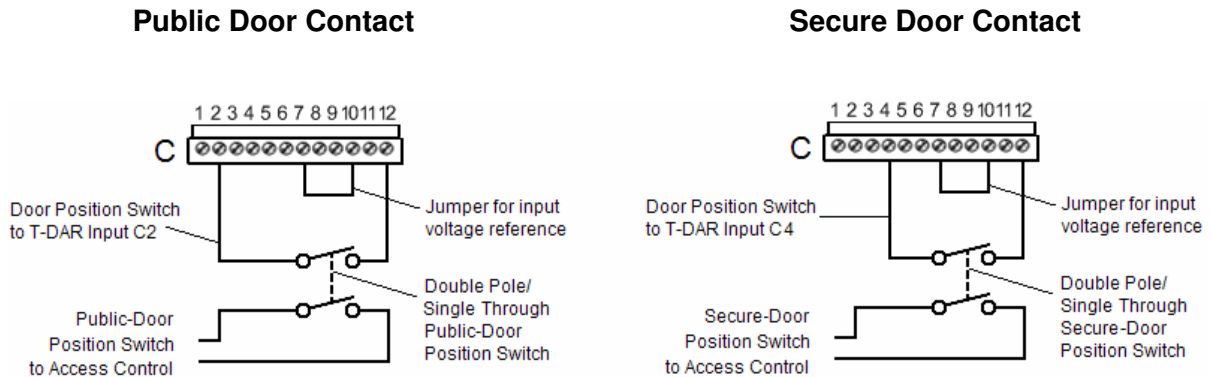 Public Door Contact
1 2 3 4 5 6 7 8 9 10 11 12
C
Door Position Switch
to T-DAR Input C2
Jumper for input
voltage reference
Double Pole/
Single Through
Public-Door
Position Switch
Public-Door
Position Switch
to Access Control
Secure Door Contact
1 2 3 4 5 6 7 8 9 10 11 12
C
Door Position Switch
to T-DAR Input C4
Jumper for input
voltage reference
Double Pole/
Single Through
Secure-Door
Position Switch
Secure-Door
Position Switch
to Access Control